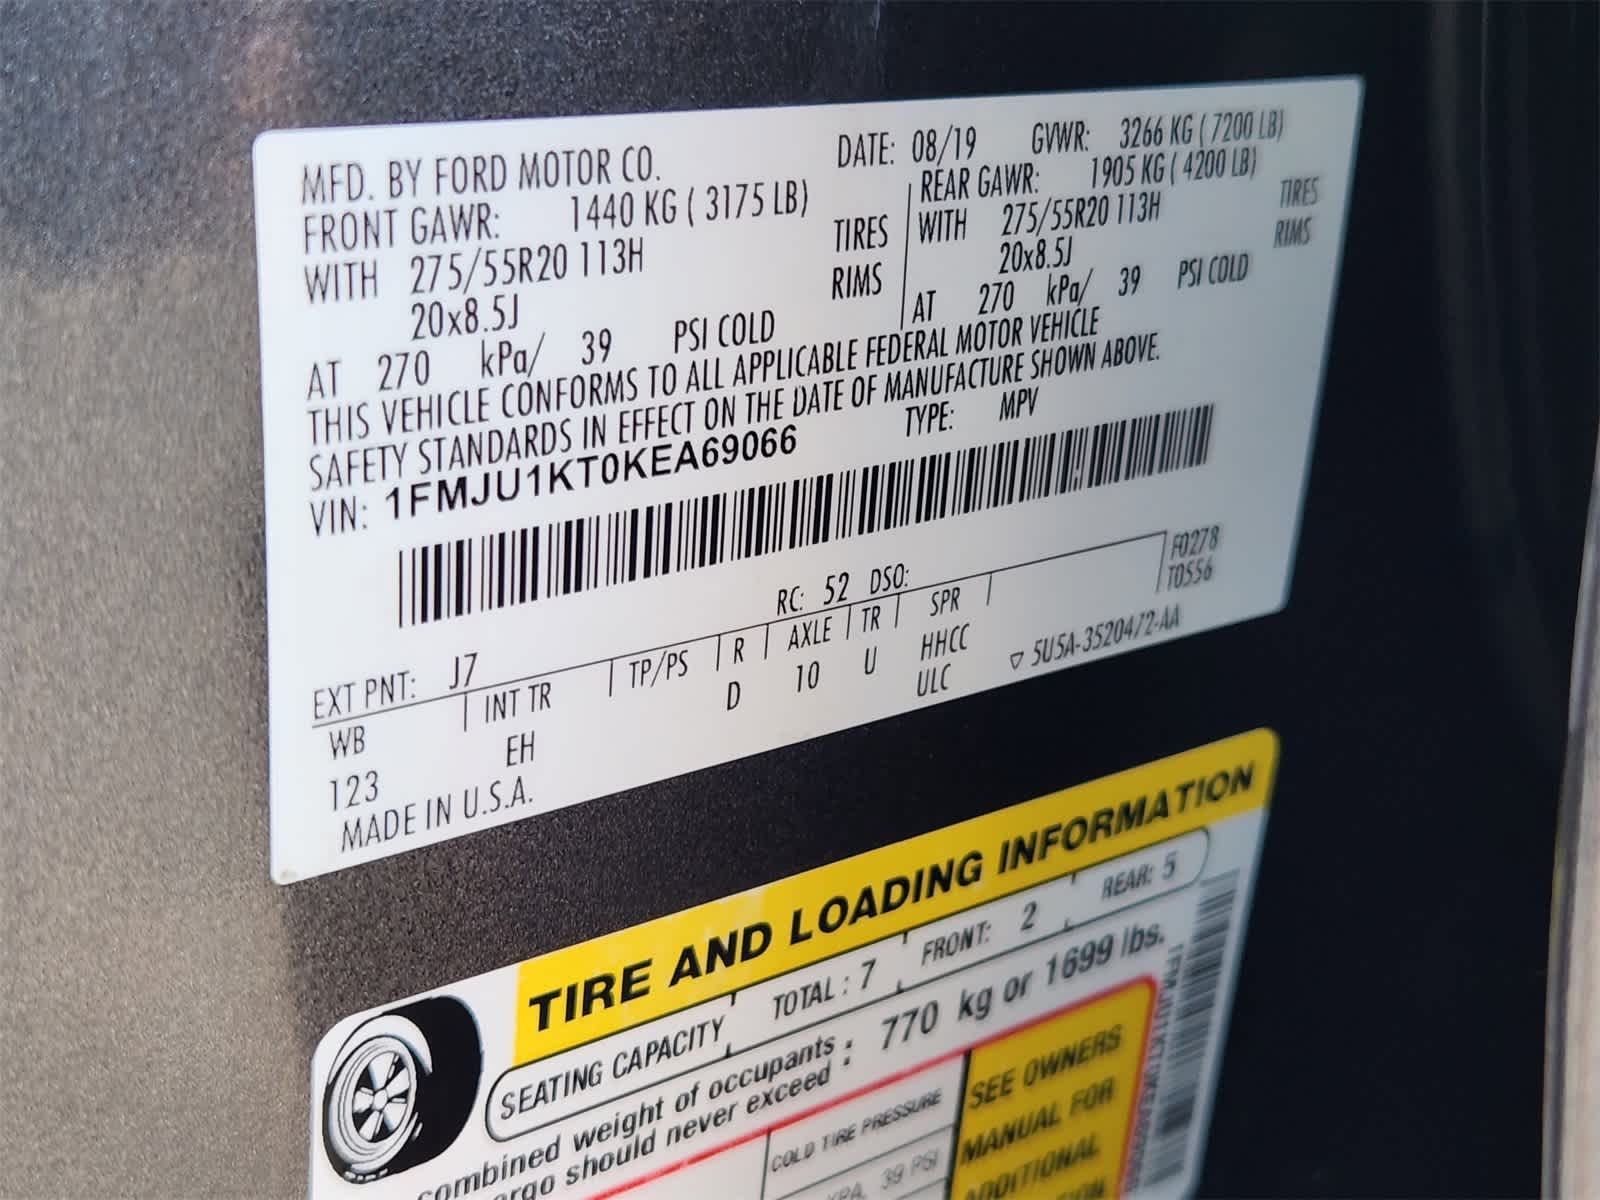 MFD. BY FORD MOTOR CO. DATE: 08/19 GVWR: 3266 KG ( 7200 LB)
FRONT GAWR: 1440 KG ( 3175 LB) REAR GAWR: 1905 KG ( 4200 LB)
WITH 275/55R20 113H TIRES WITH 275/55R20 113H TIRES
20x8.5J RIMS 20x8.5J RIMS
AT 270 kPa/ 39 PSI COLD AT 270 kPa/ 39 PSI COLD
THIS VEHICLE CONFORMS TO ALL APPLICABLE FEDERAL MOTOR VEHICLE
SAFETY STANDARDS IN EFFECT ON THE DATE OF MANUFACTURE SHOWN ABOVE.
VIN: 1FMJU1KT0KEA69066 TYPE: MPV
F0278
EXT PNT: J7 RC: 52 DSO: T0556
WB INT TR TP/PS R AXLE TR SPR
123 EH D 10 U HHCC
ULC
MADE IN U.S.A. ▽ 5U5A-3520472-AA
TIRE AND LOADING INFORMATION
SEATING CAPACITY TOTAL : 7 FRONT: 2 REAR: 5
combined weight of occupants : 770 kg or 1699 lbs.
should never exceed
COLD TIRE PRESSURE
39 PSI
SEE OWNERS
MANUAL FOR
ADDITIONAL